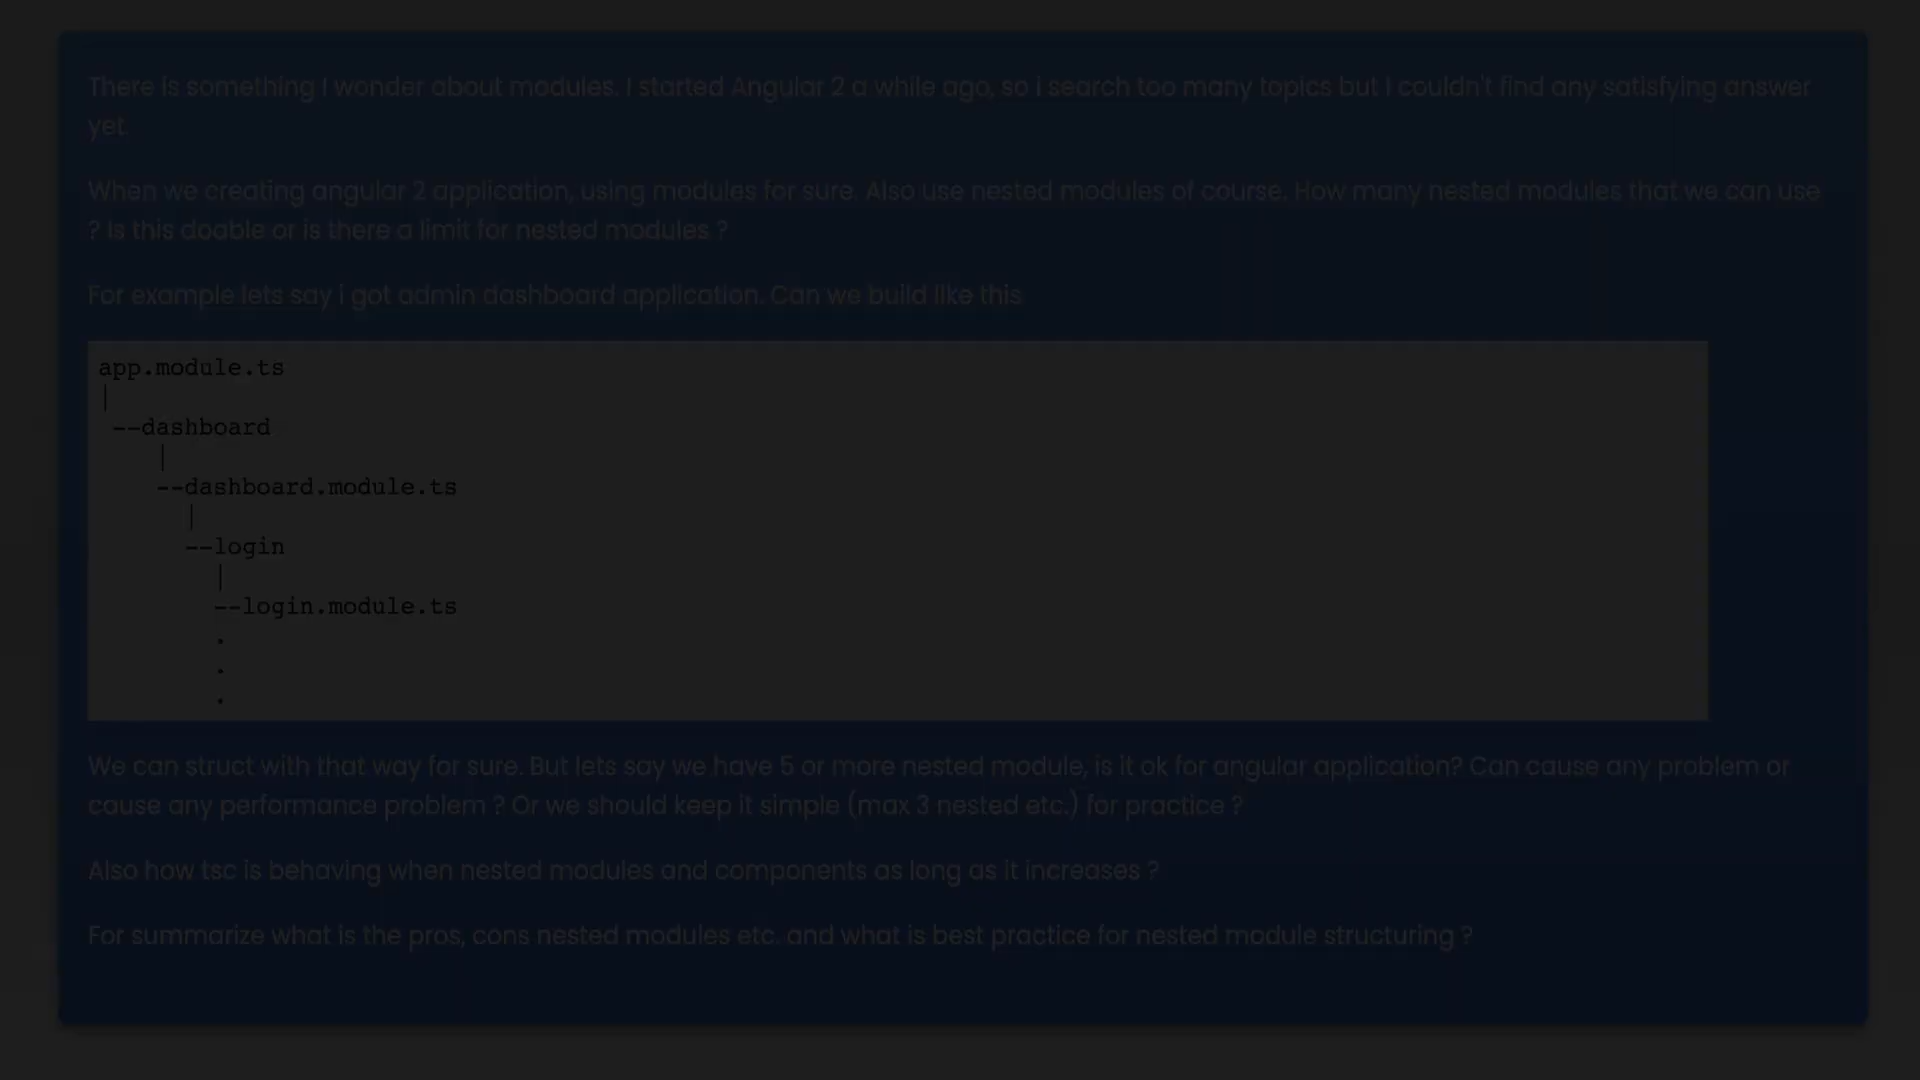 There is something I wonder about modules. I started Angular 2 a while ago, so i search too many topics but I couldn't find any satisfying answer
yet.
When we creating angular 2 application, using modules for sure. Also use nested modules of course. How many nested modules that we can use
? Is this doable or is there a limit for nested modules ?
For example lets say i got admin dashboard application. Can we build like this
app.module.ts
|
--dashboard
|
--dashboard.module.ts
|
--login
|
--login.module.ts
.
.
.
We can struct with that way for sure. But lets say we have 5 or more nested module, is it ok for angular application? Can cause any problem or
cause any performance problem ? Or we should keep it simple (max 3 nested etc.) for practice ?
Also how tsc is behaving when nested modules and components as long as it increases ?
For summarize what is the pros, cons nested modules etc. and what is best practice for nested module structuring ?